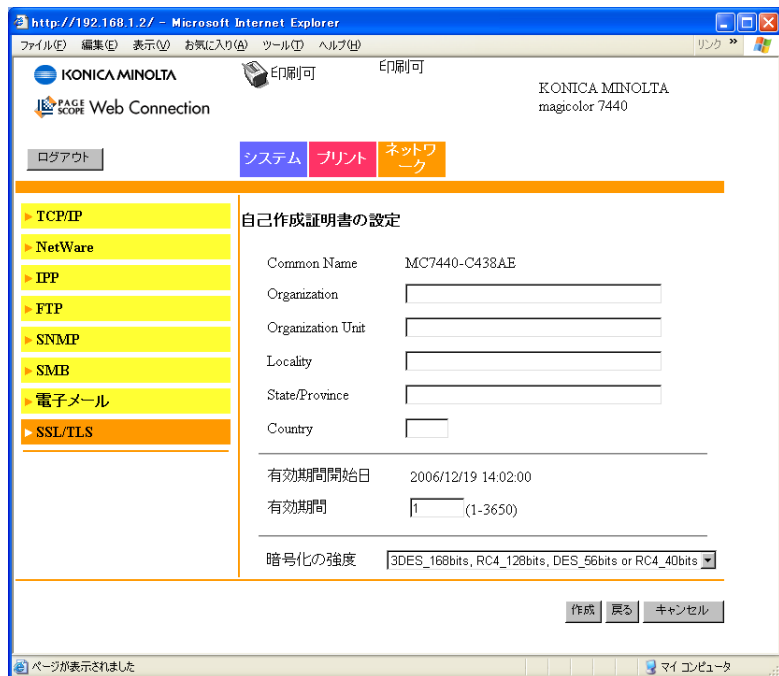 http://192.168.1.2/ - Microsoft Internet Explorer
ファイル(F) 編集(E) 表示(V) お気に入り(A) ツール(T) ヘルプ(H) リンク »
KONICA MINOLTA
印刷可
印刷可
KONICA MINOLTA
magicolor 7440
PAGE SCOPE Web Connection
ログアウト
システム
プリント
ネットワ
ーク
TCP/IP
NetWare
IPP
FTP
SNMP
SMB
電子メール
SSL/TLS
自己作成証明書の設定
Common Name MC7440-C438AE
Organization
Organization Unit
Locality
State/Province
Country
有効期間開始日 2006/12/19 14:02:00
有効期間 1 (1-3650)
暗号化の強度 3DES_168bits, RC4_128bits, DES_56bits or RC4_40bits
作成 戻る キャンセル
ページが表示されました マイ コンピュータ